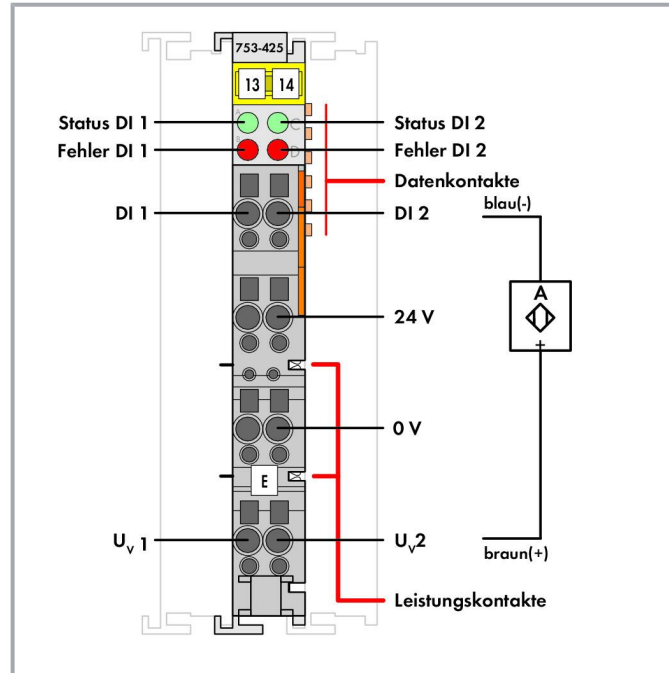 753-425
13 14
A C
Status DI 1 Status DI 2
Fehler DI 1 D Fehler DI 2
Datenkontakte
DI 1 DI 2 blau(-)
A
24 V
+
0 V
E
Uᵥ 1 Uᵥ2
braun(+)
Leistungskontakte